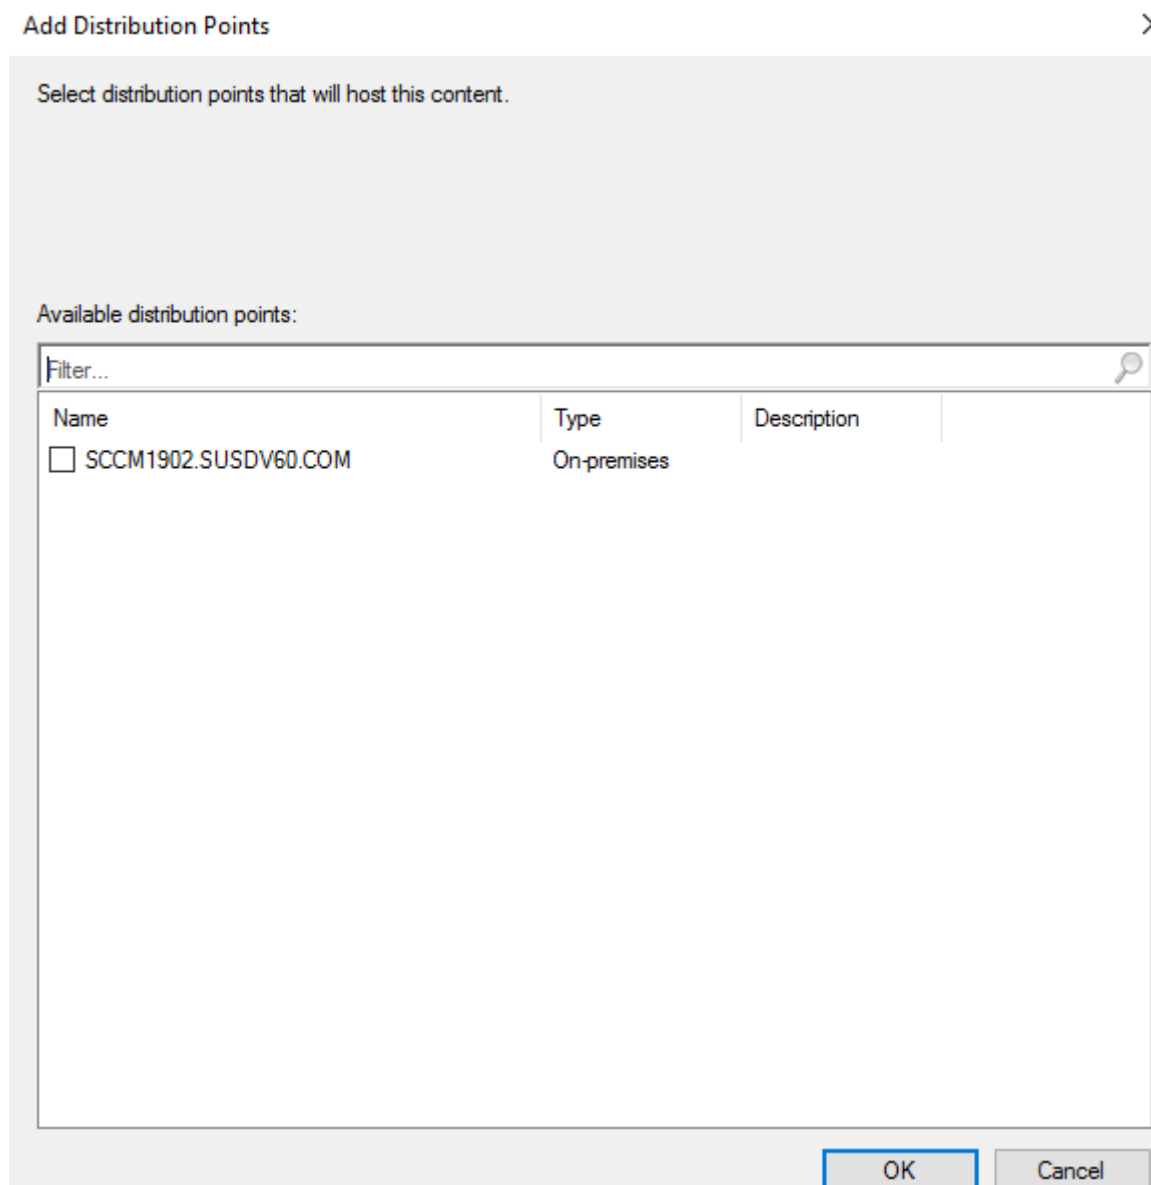 Add Distribution Points
Select distribution points that will host this content.
Available distribution points:
Filter...
Name Type Description
SCCM1902.SUSDV60.COM On-premises
OK Cancel